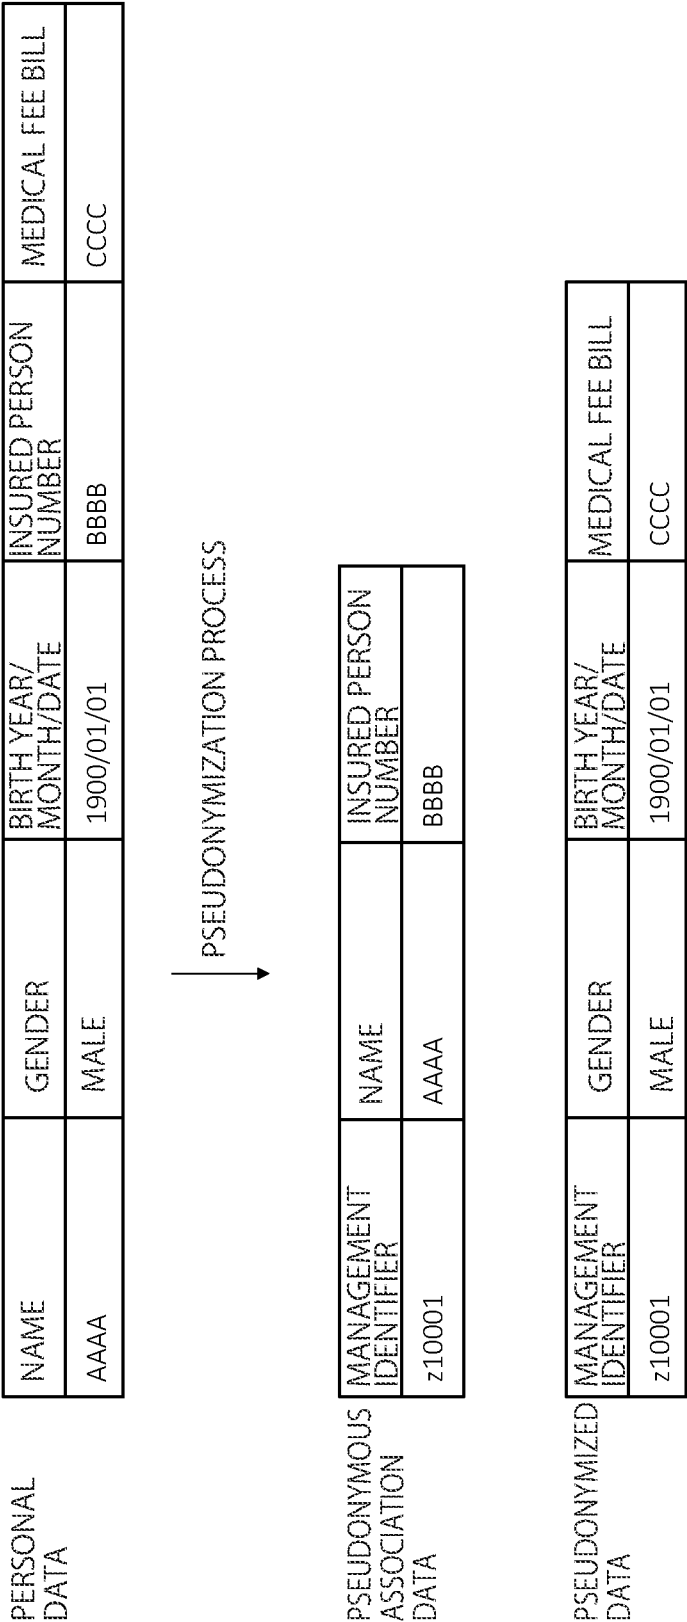 PERSONAL
DATA
NAME
GENDER
BIRTH YEAR/
MONTH/DATE
INSURED PERSON
NUMBER
MEDICAL FEE BILL
AAAA
MALE
1900/01/01
BBBB
CCCC
PSEUDONYMIZATION PROCESS
PSEUDONYMOUS
ASSOCIATION
DATA
MANAGEMENT
IDENTIFIER
NAME
INSURED PERSON
NUMBER
z10001
AAAA
BBBB
PSEUDONYMIZED
DATA
MANAGEMENT
IDENTIFIER
GENDER
BIRTH YEAR/
MONTH/DATE
MEDICAL FEE BILL
z10001
MALE
1900/01/01
CCCC